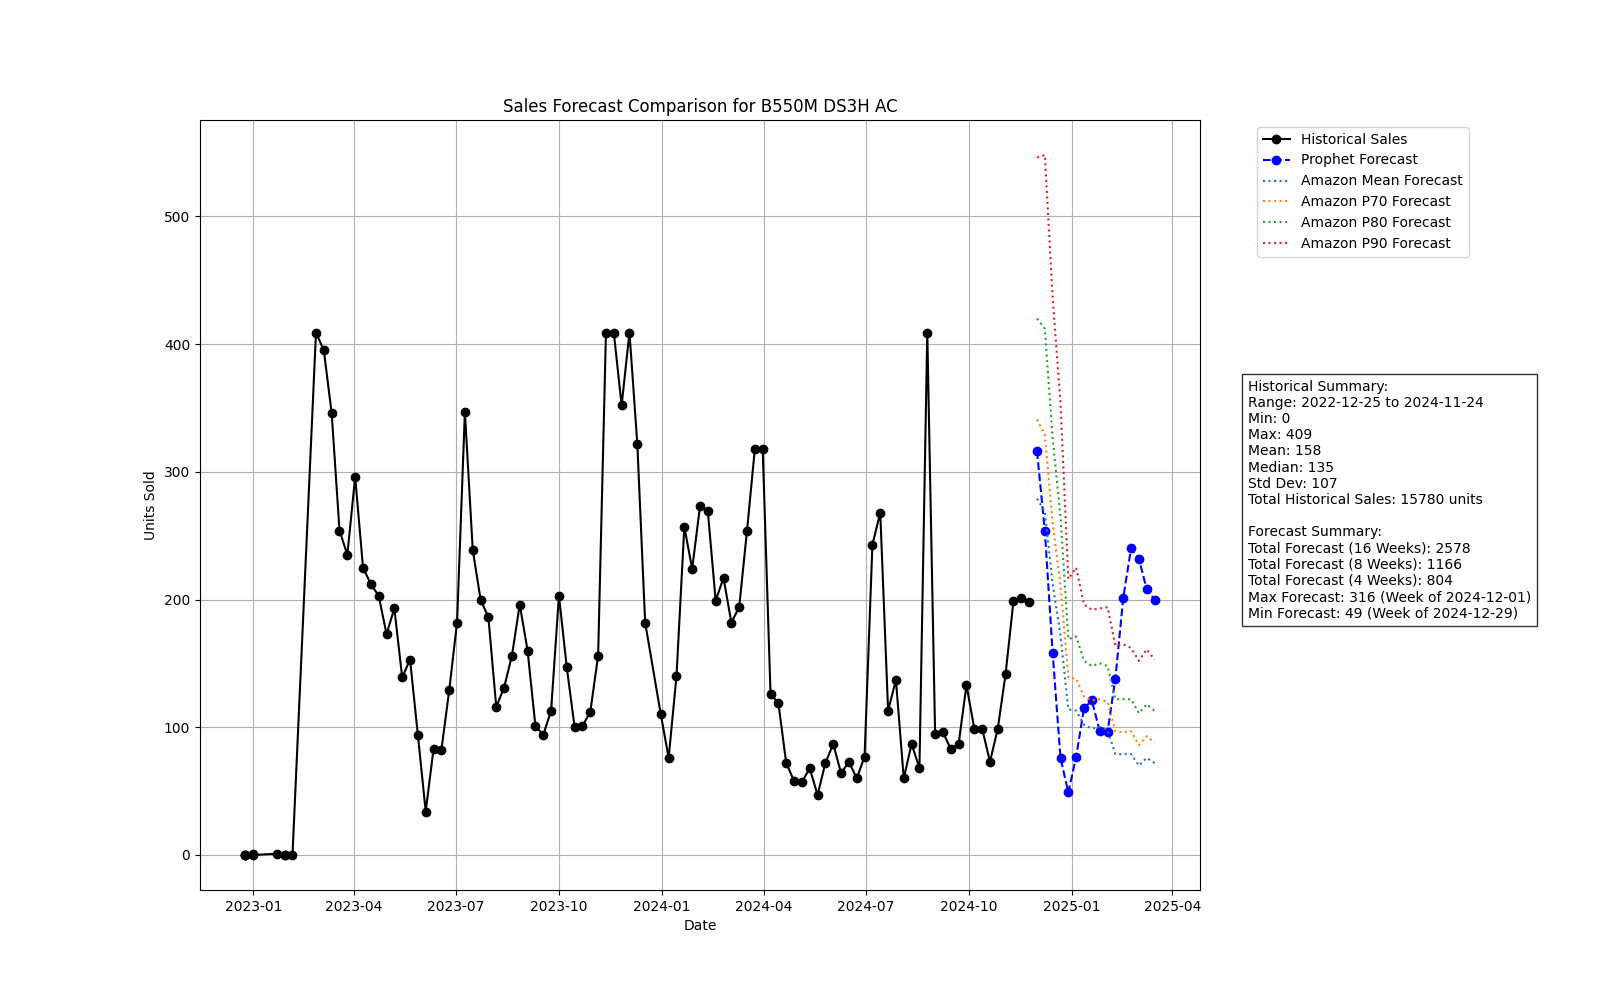 Sales Forecast Comparison for B550M DS3H AC
Units Sold
500
400
300
200
100
0
2023-01
2023-04
2023-07
2023-10
2024-01
2024-04
2024-07
2024-10
2025-01
2025-04
Date
Historical Sales
Prophet Forecast
Amazon Mean Forecast
Amazon P70 Forecast
Amazon P80 Forecast
Amazon P90 Forecast
Historical Summary:
Range: 2022-12-25 to 2024-11-24
Min: 0
Max: 409
Mean: 158
Median: 135
Std Dev: 107
Total Historical Sales: 15780 units
Forecast Summary:
Total Forecast (16 Weeks): 2578
Total Forecast (8 Weeks): 1166
Total Forecast (4 Weeks): 804
Max Forecast: 316 (Week of 2024-12-01)
Min Forecast: 49 (Week of 2024-12-29)